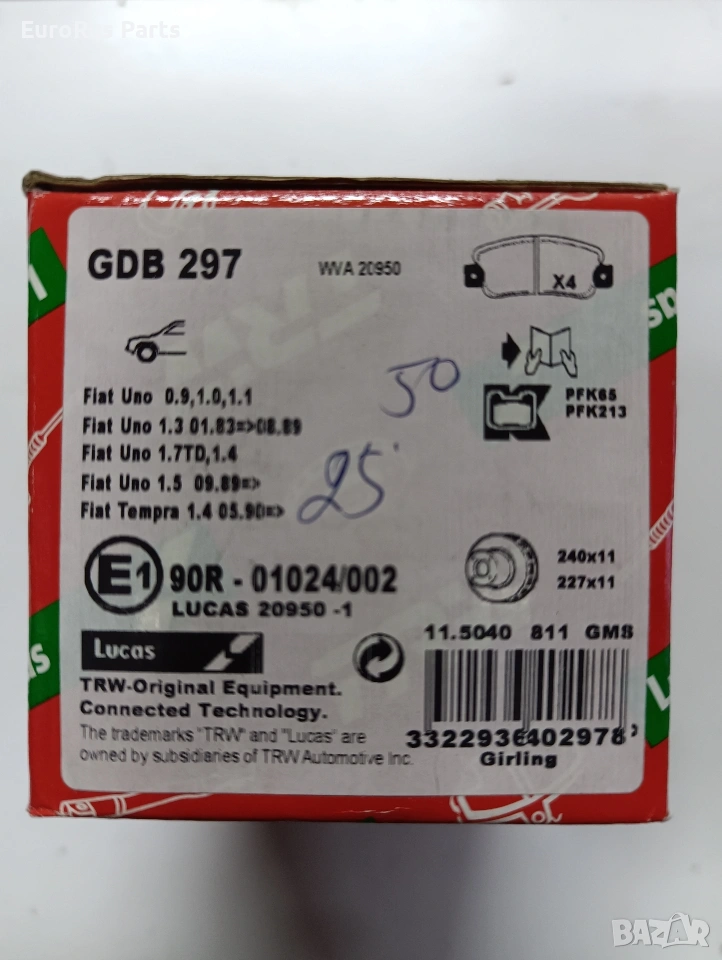 EuroRus Parts
GDB 297
WVA 20950
X4
Fiat Uno 0.9,1.0,1.1
Fiat Uno 1.3 01.83=>08.89
Fiat Uno 1.7TD,1.4
Fiat Uno 1.5 09.89=>
Fiat Tempra 1.4 05.90=>
50
25
PFK65
PFK213
E1 90R - 01024/002
LUCAS 20950 -1
240x11
227x11
Lucas
11.5040 811 GMS
TRW-Original Equipment.
Connected Technology.
The trademarks "TRW" and "Lucas" are
owned by subsidiaries of TRW Automotive Inc.
3322936402978
Girling
BAZAR